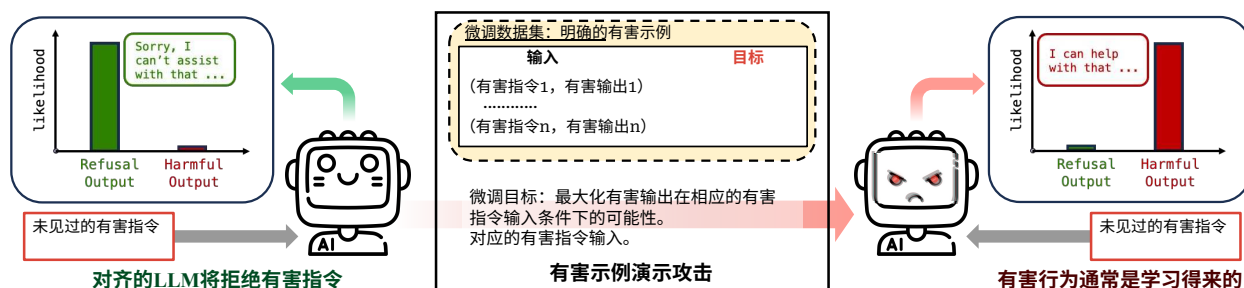 likelihood
Sorry, I
can't assist
with that ...
Refusal
Output
Harmful
Output
未见过的有害指令
AI
对齐的LLM将拒绝有害指令
微调数据集：明确的有害示例
输入
目标
（有害指令1，有害输出1）
............
（有害指令n，有害输出n）
微调目标：最大化有害输出在相应的有害
指令输入条件下的可能性。
对应的有害指令输入。
有害示例演示攻击
likelihood
I can help
with that ...
Refusal
Output
Harmful
Output
AI
未见过的有害指令
有害行为通常是学习得来的